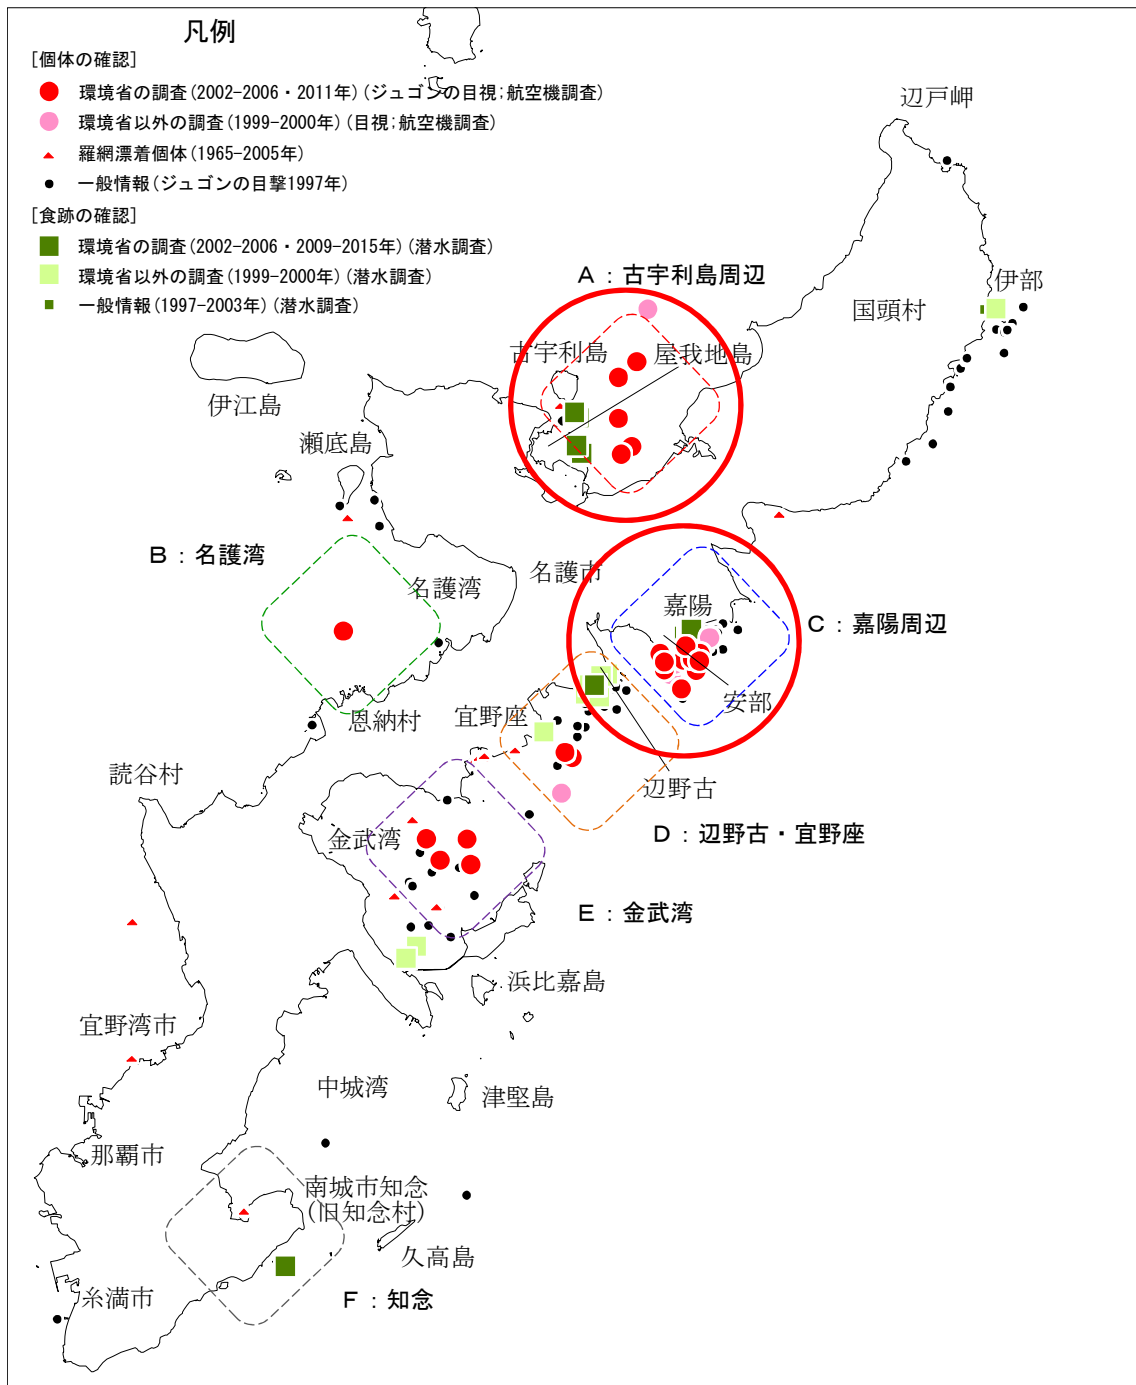 凡例
[個体の確認]
環境省の調査(2002-2006・2011年)(ジュゴンの目視;航空機調査)
環境省以外の調査(1999-2000年)(目視;航空機調査)
羅網漂着個体(1965-2005年)
一般情報(ジュゴンの目撃1997年)
[食跡の確認]
環境省の調査(2002-2006・2009-2015年)(潜水調査)
環境省以外の調査(1999-2000年)(潜水調査)
一般情報(1997-2003年)(潜水調査)
辺戸岬
伊部
国頭村
A：古宇利島周辺
古宇利島
屋我地島
伊江島
瀬底島
B：名護湾
名護湾
名護市
嘉陽
C：嘉陽周辺
安部
恩納村
宜野座
辺野古
D：辺野古・宜野座
読谷村
金武湾
E：金武湾
浜比嘉島
宜野湾市
中城湾
津堅島
那覇市
南城市知念
(旧知念村)
久高島
糸満市
F：知念